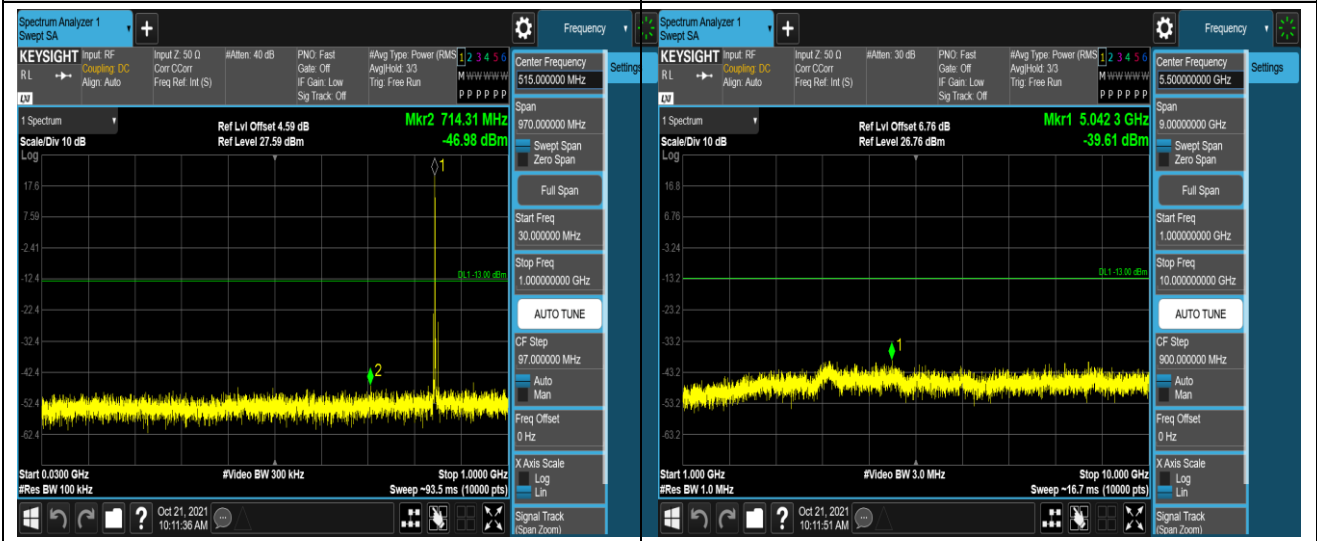 Spectrum Analyzer 1
Swept SA
+
Frequency
KEYSIGHT
RL
LXI
Input: RF
Coupling: DC
Align: Auto
Input Z: 50 Ω
Corr CCorr
Freq Ref: Int (S)
#Atten: 40 dB
PNO: Fast
Gate: Off
IF Gain: Low
Sig Track: Off
#Avg Type: Power (RMS
Avg|Hold: 3/3
Trig: Free Run
1 2 3 4 5 6
M W W W W W
P P P P P P
Center Frequency
515.000000 MHz
Settings
1 Spectrum
Scale/Div 10 dB
Log
Ref Lvl Offset 4.59 dB
Ref Level 27.59 dBm
Mkr2 714.31 MHz
-46.98 dBm
Span
970.000000 MHz
Swept Span
Zero Span
Full Span
Start Freq
30.000000 MHz
Stop Freq
1.000000000 GHz
AUTO TUNE
CF Step
97.000000 MHz
Auto
Man
Freq Offset
0 Hz
X Axis Scale
Log
Lin
Signal Track
(Span Zoom)
1
17.6
7.59
-2.41
-12.4
DL1 -13.00 dBm
-22.4
-32.4
-42.4
2
-52.4
-62.4
Start 0.0300 GHz
#Video BW 300 kHz
Stop 1.0000 GHz
#Res BW 100 kHz
Sweep ~93.5 ms (10000 pts)
?
Oct 21, 2021
10:11:36 AM
Spectrum Analyzer 1
Swept SA
+
Frequency
KEYSIGHT
RL
LXI
Input: RF
Coupling: DC
Align: Auto
Input Z: 50 Ω
Corr CCorr
Freq Ref: Int (S)
#Atten: 30 dB
PNO: Fast
Gate: Off
IF Gain: Low
Sig Track: Off
#Avg Type: Power (RMS
Avg|Hold: 3/3
Trig: Free Run
1 2 3 4 5 6
M W W W W W
P P P P P P
Center Frequency
5.500000000 GHz
Settings
1 Spectrum
Scale/Div 10 dB
Log
Ref Lvl Offset 6.76 dB
Ref Level 26.76 dBm
Mkr1 5.042 3 GHz
-39.61 dBm
Span
9.00000000 GHz
Swept Span
Zero Span
Full Span
Start Freq
1.000000000 GHz
Stop Freq
10.000000000 GHz
AUTO TUNE
CF Step
900.000000 MHz
Auto
Man
Freq Offset
0 Hz
X Axis Scale
Log
Lin
Signal Track
(Span Zoom)
16.8
6.76
-3.24
-13.2
DL1 -13.00 dBm
-23.2
-33.2
1
-43.2
-53.2
-63.2
Start 1.000 GHz
#Video BW 3.0 MHz
Stop 10.000 GHz
#Res BW 1.0 MHz
Sweep ~16.7 ms (10000 pts)
?
Oct 21, 2021
10:11:51 AM